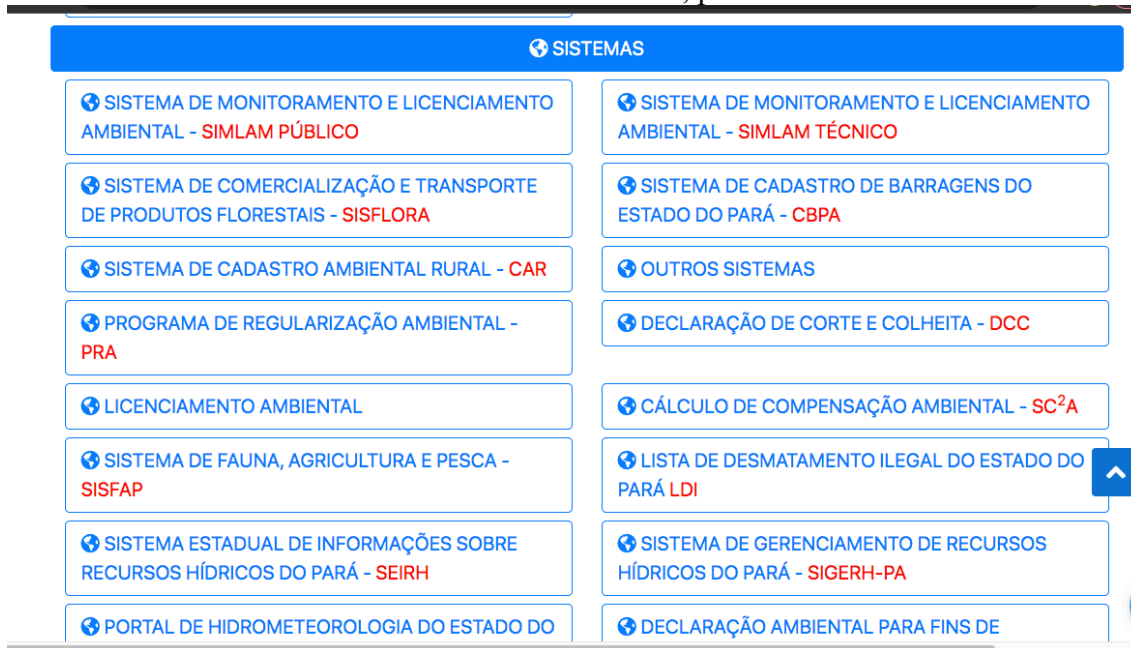 SISTEMAS
SISTEMA DE MONITORAMENTO E LICENCIAMENTO
AMBIENTAL - SIMLAM PÚBLICO
SISTEMA DE MONITORAMENTO E LICENCIAMENTO
AMBIENTAL - SIMLAM TÉCNICO
SISTEMA DE COMERCIALIZAÇÃO E TRANSPORTE
DE PRODUTOS FLORESTAIS - SISFLORA
SISTEMA DE CADASTRO DE BARRAGENS DO
ESTADO DO PARÁ - CBPA
SISTEMA DE CADASTRO AMBIENTAL RURAL - CAR
OUTROS SISTEMAS
PROGRAMA DE REGULARIZAÇÃO AMBIENTAL -
PRA
DECLARAÇÃO DE CORTE E COLHEITA - DCC
LICENCIAMENTO AMBIENTAL
CÁLCULO DE COMPENSAÇÃO AMBIENTAL - SC²A
SISTEMA DE FAUNA, AGRICULTURA E PESCA -
SISFAP
LISTA DE DESMATAMENTO ILEGAL DO ESTADO DO
PARÁ LDI
SISTEMA ESTADUAL DE INFORMAÇÕES SOBRE
RECURSOS HÍDRICOS DO PARÁ - SEIRH
SISTEMA DE GERENCIAMENTO DE RECURSOS
HÍDRICOS DO PARÁ - SIGERH-PA
PORTAL DE HIDROMETEOROLOGIA DO ESTADO DO
DECLARAÇÃO AMBIENTAL PARA FINS DE